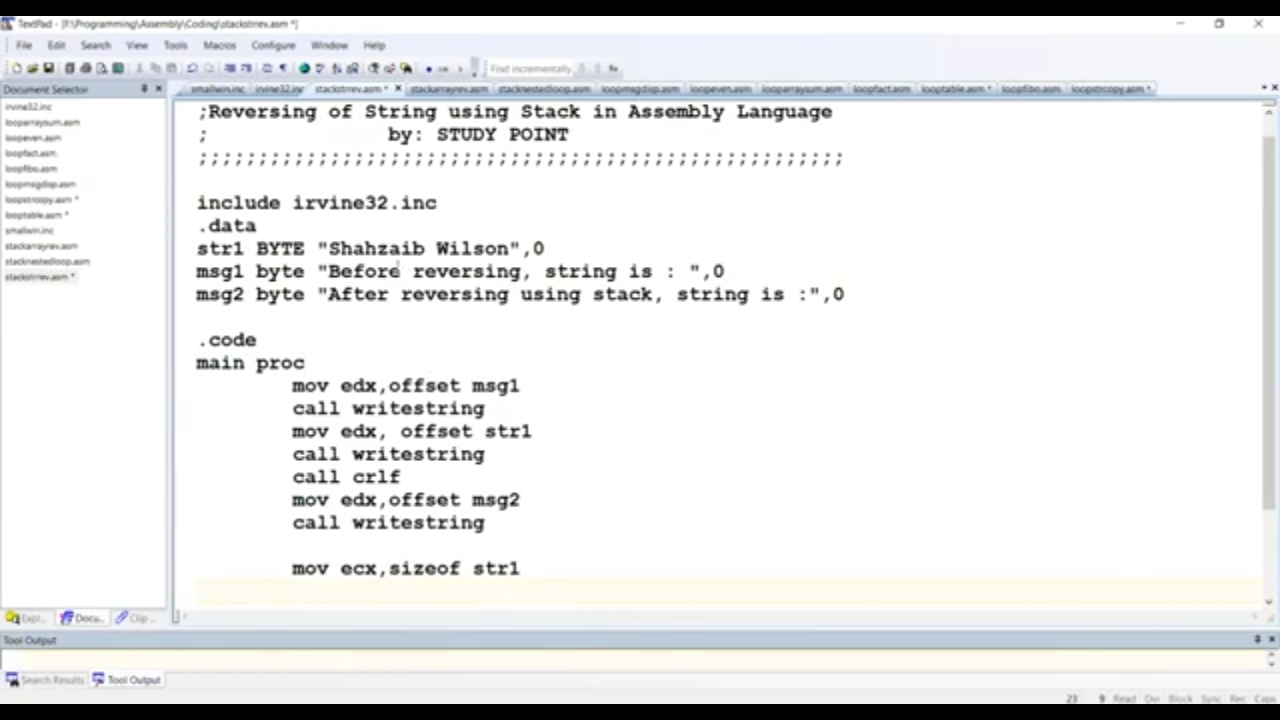 TextPad - [F:\Programming\Assembly\Coding\stackstrrev.asm *]
File Edit Search View Tools Macros Configure Window Help
Find incrementally
Document Selector
smallwin.inc irvine32.inc stackstrrev.asm * stackarrayrev.asm stacknestedloop.asm loopmsgdisp.asm loopeven.asm looparraysum.asm loopfact.asm looptable.asm * loopfibo.asm loopstrcopy.asm *
irvine32.inc
looparraysum.asm
loopeven.asm
loopfact.asm
loopfibo.asm
loopmsgdisp.asm
loopstrcopy.asm *
looptable.asm *
smallwin.inc
stackarrayrev.asm
stacknestedloop.asm
stackstrrev.asm *
;Reversing of String using Stack in Assembly Language
; by: STUDY POINT
;;;;;;;;;;;;;;;;;;;;;;;;;;;;;;;;;;;;;;;;;;;;;;;;;;;;;;
include irvine32.inc
.data
str1 BYTE "Shahzaib Wilson",0
msg1 byte "Before reversing, string is : ",0
msg2 byte "After reversing using stack, string is :",0
.code
main proc
mov edx,offset msg1
call writestring
mov edx, offset str1
call writestring
call crlf
mov edx,offset msg2
call writestring
mov ecx,sizeof str1
Expl... Docu... Clip ...
Tool Output
Search Results Tool Output
23 9 Read Ovr Block Sync Rec Caps